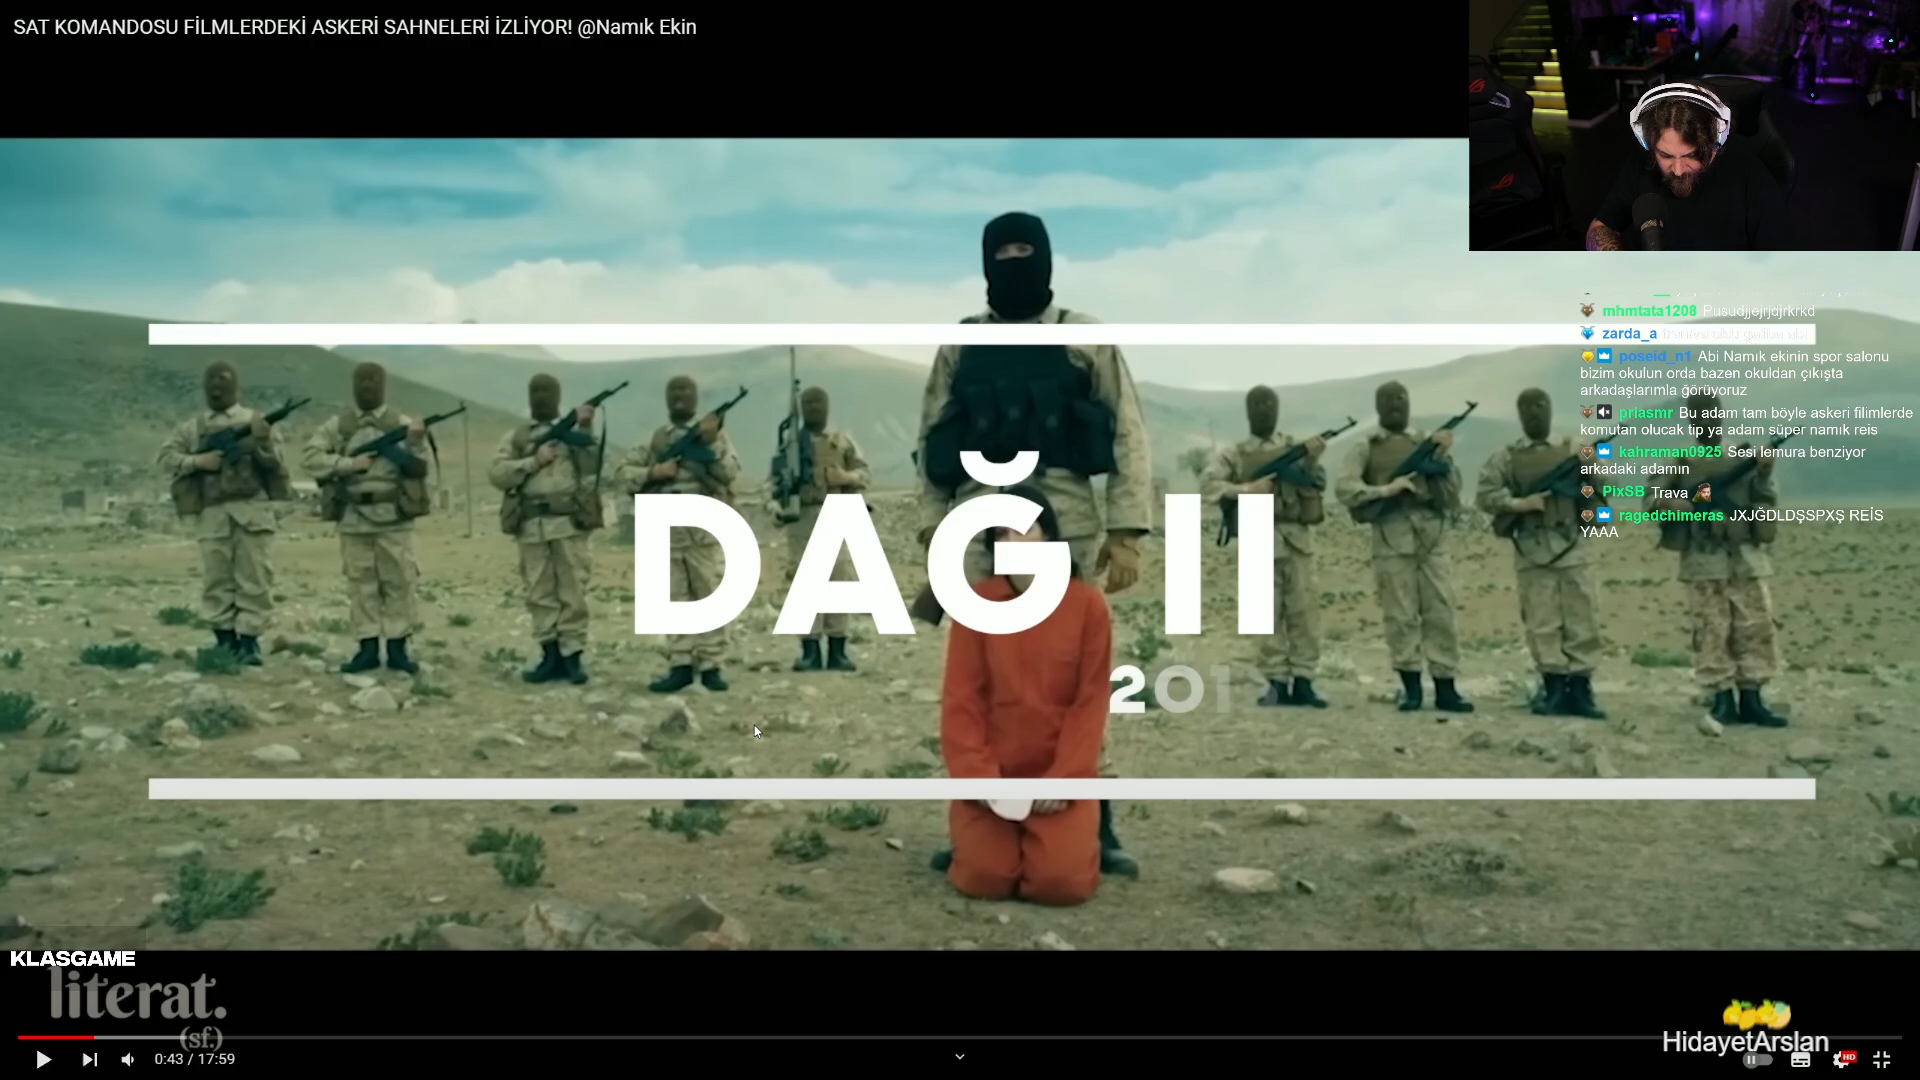 SAT KOMANDOSU FİLMLERDEKİ ASKERİ SAHNELERİ İZLİYOR! @Namık Ekin
mhmtata1208 Pusudjjejrjdjrkrkd
zarda_a
poseid_n1 Abi Namık ekinin spor salonu
bizim okulun orda bazen okuldan çıkışta
arkadaşlarımla ğörüyoruz
prlasmr Bu adam tam böyle askeri filimlerde
komutan olucak tip ya adam süper namık reis
kahraman0925 Sesi lemura benziyor
arkadaki adamın
PixSB Trava
ragedchimeras JXJĞDLDŞSPXŞ REİS
YAAA
DAĞ II
201
KLASGAME
literat.
(sf.)
HidayetArslan
0:43 / 17:59
HD